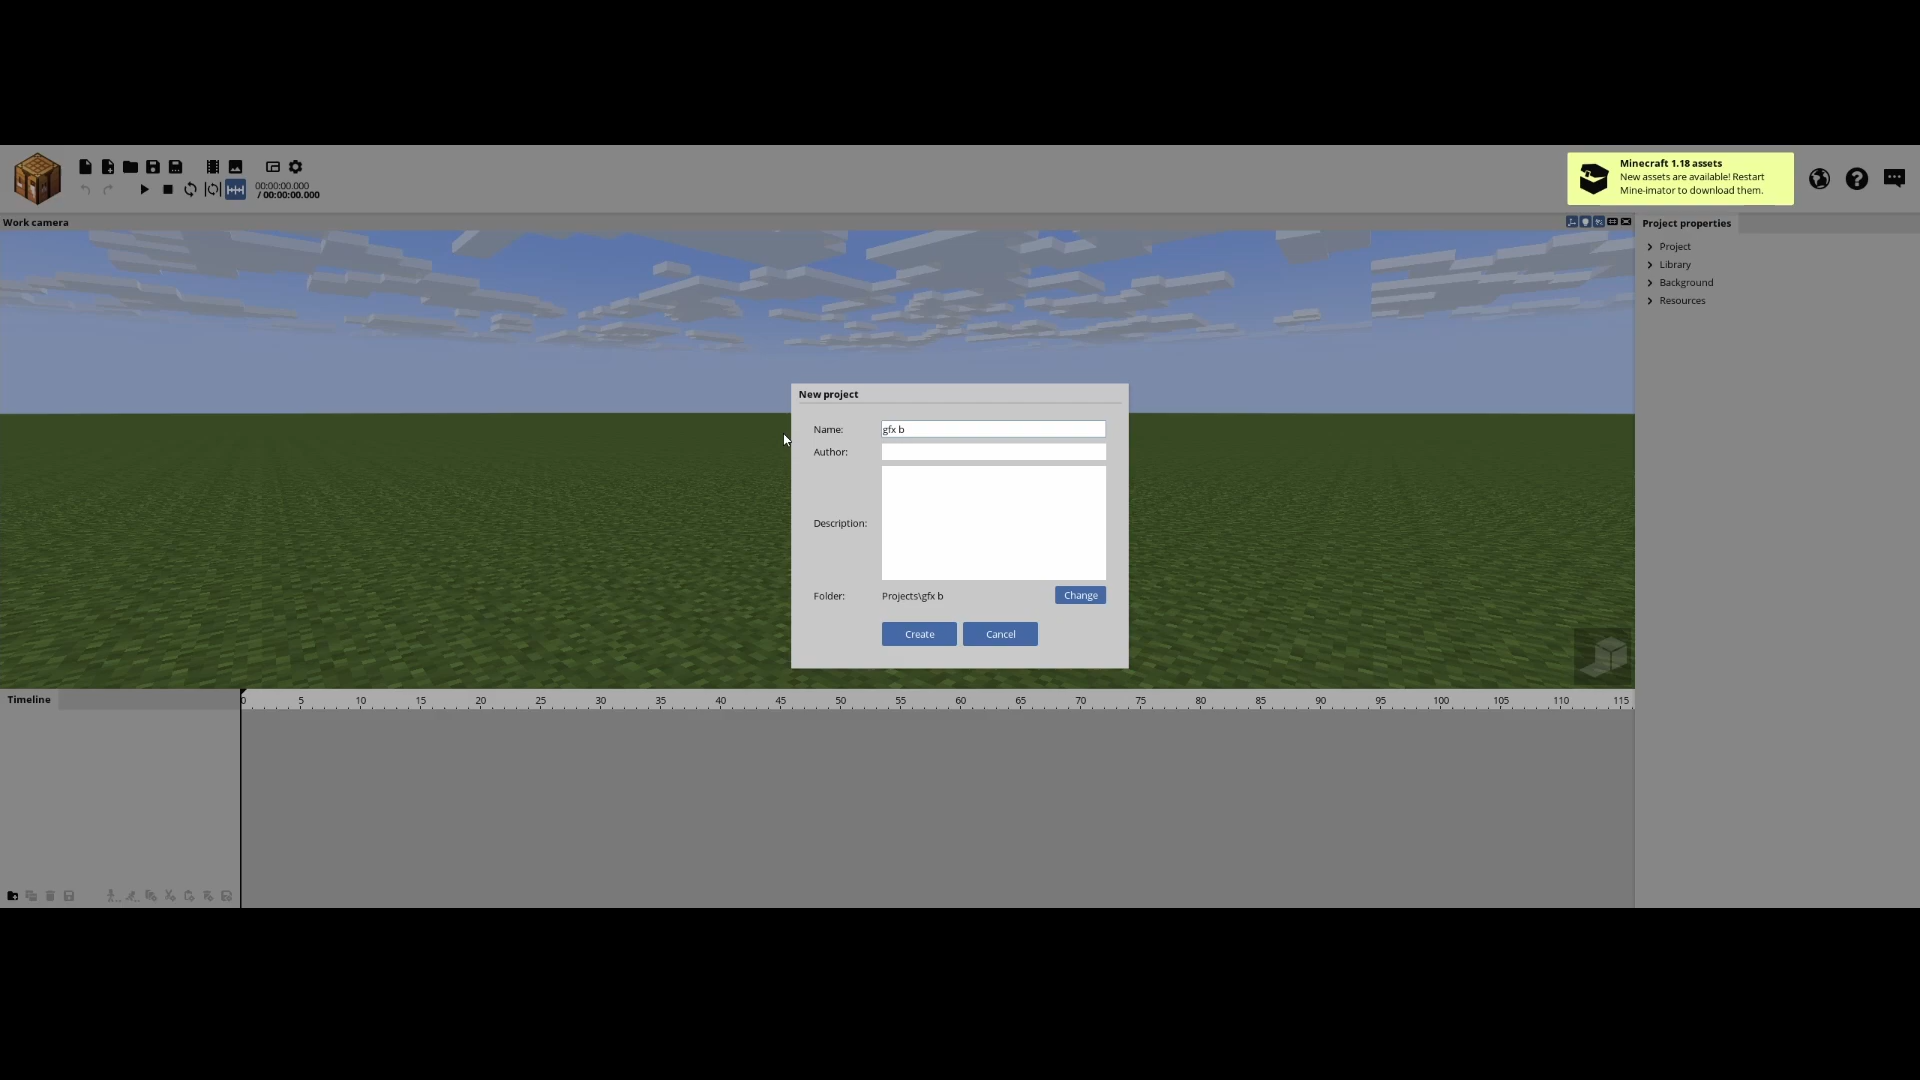 Minecraft 1.18 assets
New assets are available! Restart
Mine-imator to download them.
00:00:00.000
/ 00:00:00.000
Work camera
Project properties
Project
Library
Background
Resources
New project
Name: gfx b
Author:
Description:
Folder: Projects\gfx b Change
Create Cancel
Timeline
0 5 10 15 20 25 30 35 40 45 50 55 60 65 70 75 80 85 90 95 100 105 110 115